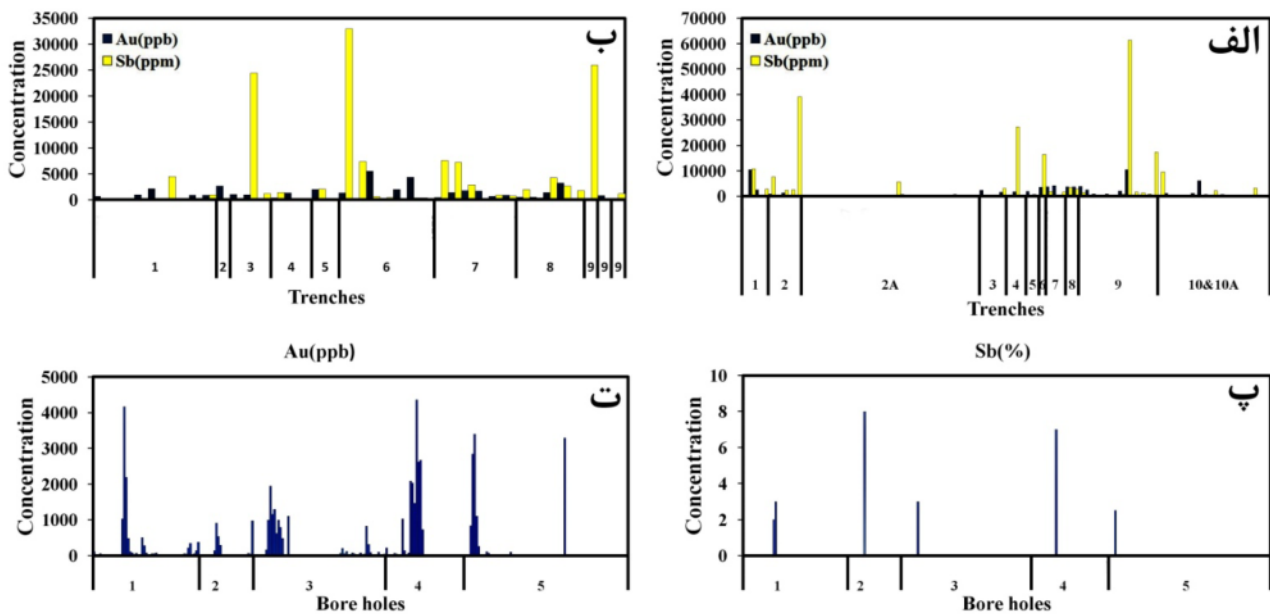 الف
Au(ppb)
Sb(ppm)
Concentration
70000
60000
50000
40000
30000
20000
10000
0
1 2 2A 3 4 5 6 7 8 9 10&10A
Trenches
ب
Au(ppb)
Sb(ppm)
Concentration
35000
30000
25000
20000
15000
10000
5000
0
1 2 3 4 5 6 7 8 9 9 9
Trenches
پ
Sb(%)
Concentration
10
8
6
4
2
0
1 2 3 4 5
Bore holes
ت
Au(ppb)
Concentration
5000
4000
3000
2000
1000
0
1 2 3 4 5
Bore holes